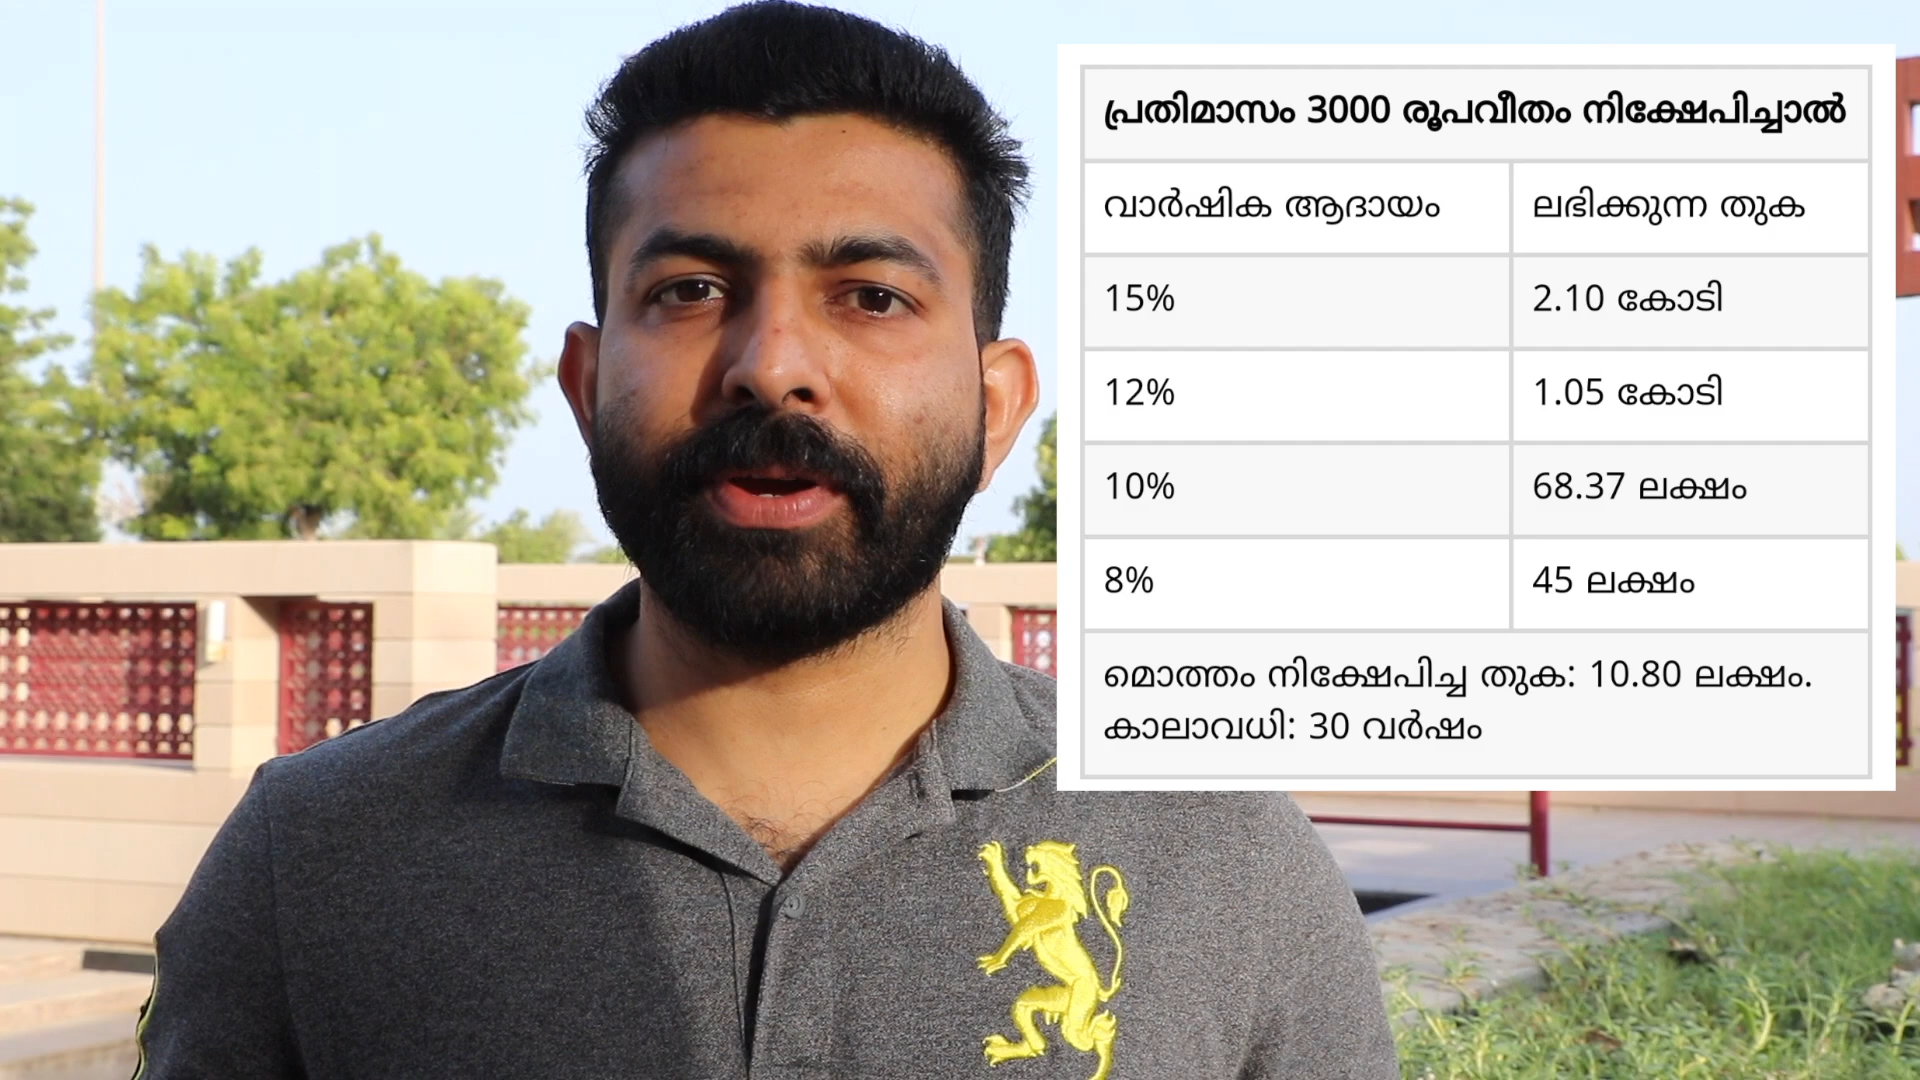 പ്രതിമാസം 3000 രൂപവീതം നിക്ഷേപിച്ചാൽ
വാർഷിക ആദായം ലഭിക്കുന്ന തുക
15% 2.10 കോടി
12% 1.05 കോടി
10% 68.37 ലക്ഷം
8% 45 ലക്ഷം
മൊത്തം നിക്ഷേപിച്ച തുക: 10.80 ലക്ഷം.
കാലാവധി: 30 വർഷം